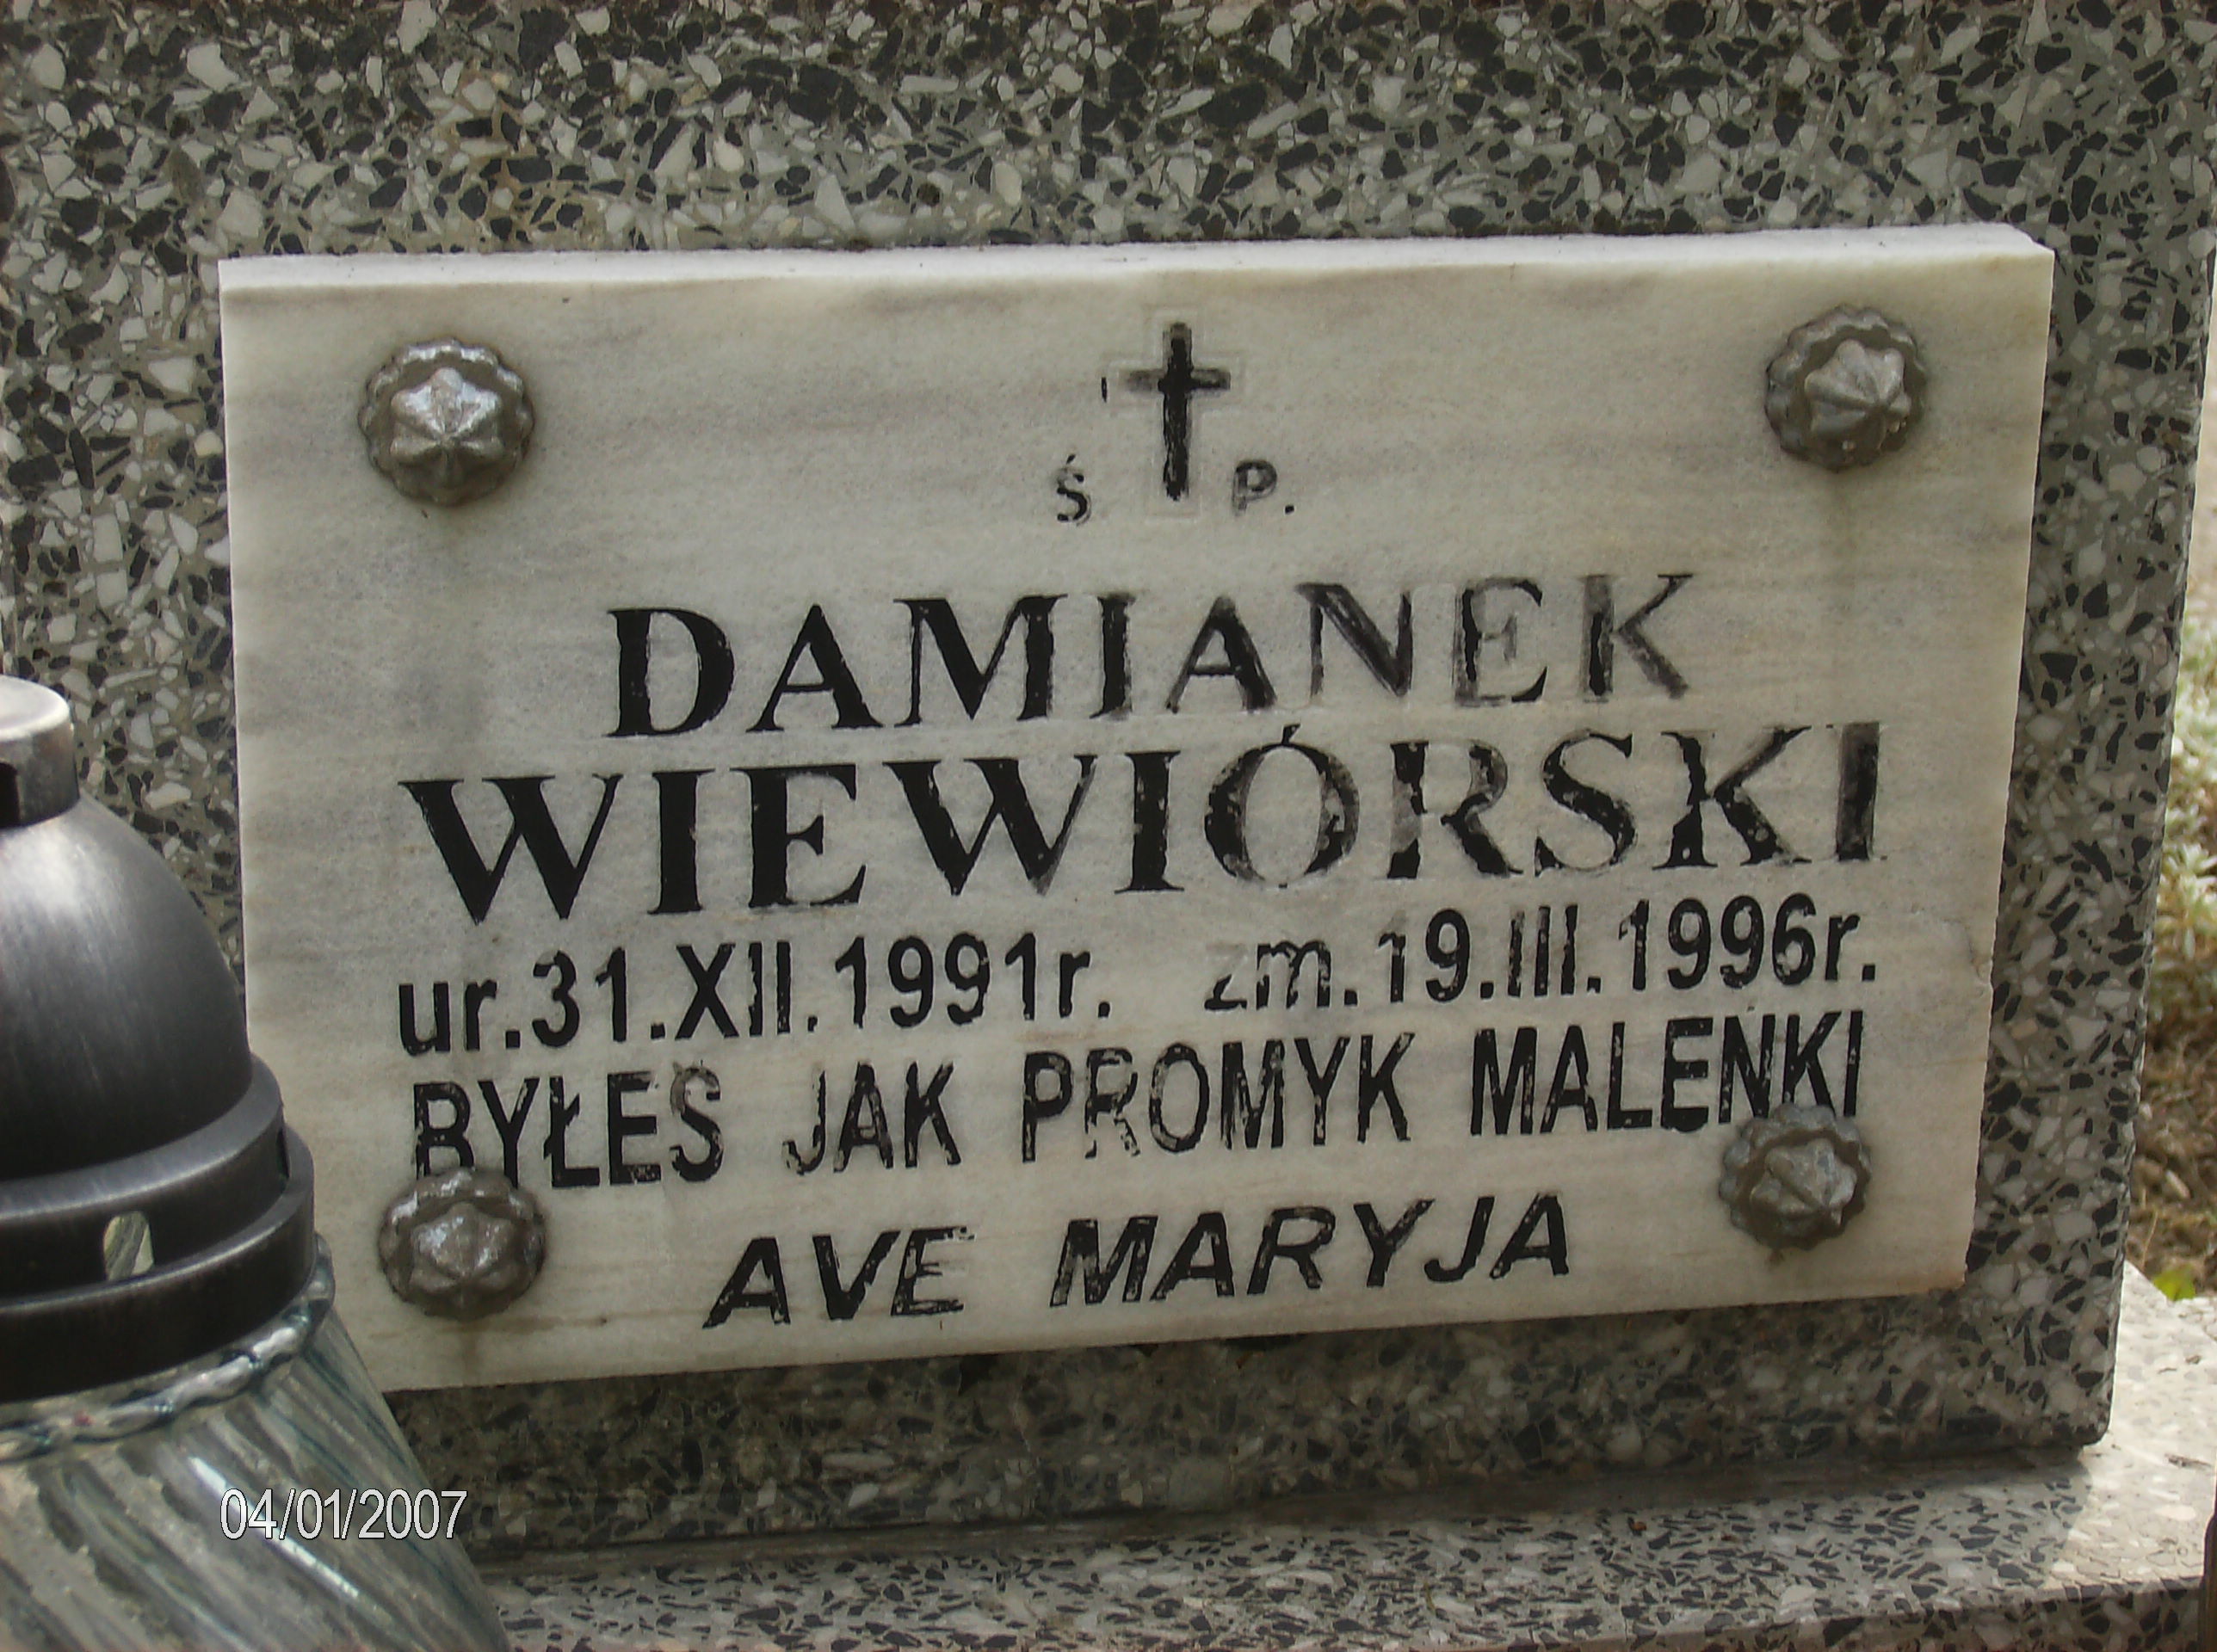 Ś P.
DAMIANEK
WIEWIÓRSKI
ur. 31.XII.1991r. zm. 19.III.1996r.
BYŁEŚ JAK PROMYK MALEŃKI
AVE MARYJA
04/01/2007